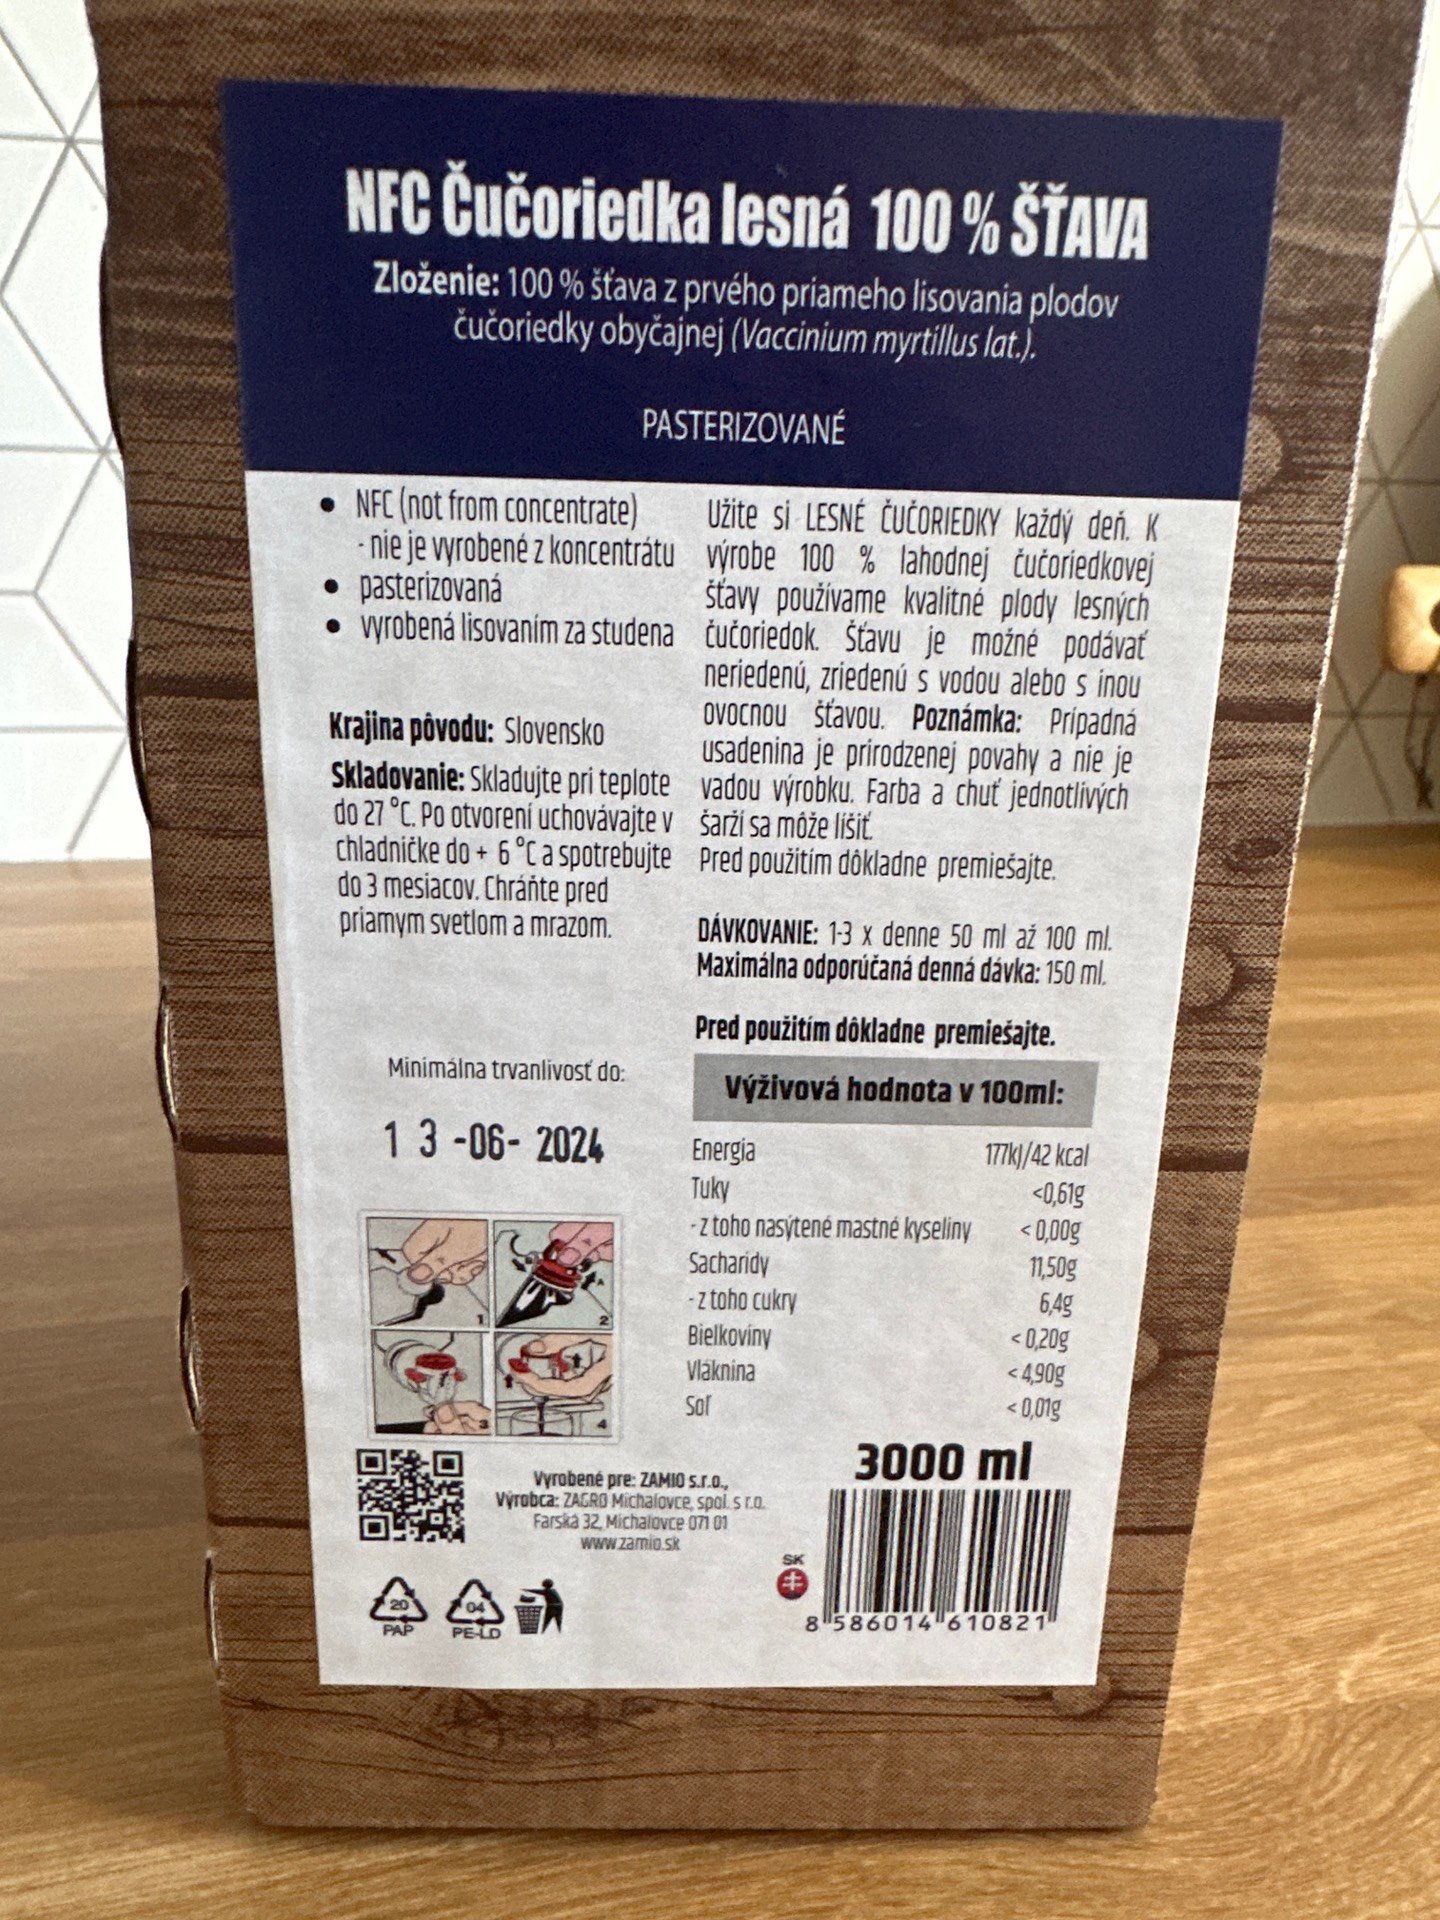 NFC Čučoriedka lesná 100 % ŠŤAVA
Zloženie: 100 % šťava z prvého priameho lisovania plodov
čučoriedky obyčajnej (Vaccinium myrtillus lat.).
PASTERIZOVANÉ
• NFC (not from concentrate)
- nie je vyrobené z koncentrátu
• pasterizovaná
• vyrobená lisovaním za studena
Krajina pôvodu: Slovensko
Skladovanie: Skladujte pri teplote
do 27 °C. Po otvorení uchovávajte v
chladničke do + 6 °C a spotrebujte
do 3 mesiacov. Chráňte pred
priamym svetlom a mrazom.
Minimálna trvanlivosť do:
13 -06- 2024
Užite si LESNÉ ČUČORIEDKY každý deň. K
výrobe 100 % lahodnej čučoriedkovej
šťavy používame kvalitné plody lesných
čučoriedok. Šťavu je možné podávať
neriedenú, zriedenú s vodou alebo s inou
ovocnou šťavou. Poznámka: Prípadná
usadenina je prirodzenej povahy a nie je
vadou výrobku. Farba a chuť jednotlivých
šarží sa môže líšiť.
Pred použitím dôkladne premiešajte.
DÁVKOVANIE: 1-3 x denne 50 ml až 100 ml.
Maximálna odporúčaná denná dávka: 150 ml.
Pred použitím dôkladne premiešajte.
Výživová hodnota v 100ml:
Energia 177kJ/42 kcal
Tuky <0,61g
- z toho nasýtené mastné kyseliny < 0,00g
Sacharidy 11,50g
- z toho cukry 6,4g
Bielkoviny < 0,20g
Vláknina < 4,90g
Soľ < 0,01g
1
2
3
4
3000 ml
Vyrobené pre: ZAMIO s.r.o.,
Výrobca: ZAGRO Michalovce, spol. s r.o.
Farská 32, Michalovce 071 01
www.zamio.sk
20
PAP
04
PE-LD
SK
8 586014 610821